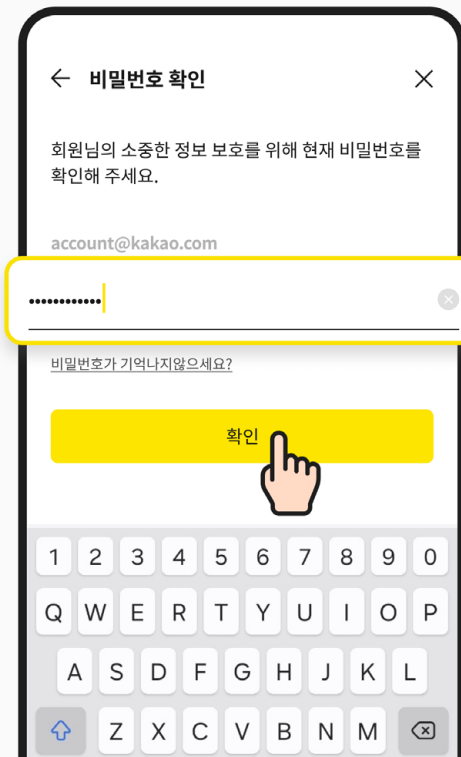 비밀번호 확인
회원님의 소중한 정보 보호를 위해 현재 비밀번호를
확인해 주세요.
account@kakao.com
••••••••••••
비밀번호가 기억나지않으세요?
확인
1 2 3 4 5 6 7 8 9 0
Q W E R T Y U I O P
A S D F G H J K L
Z X C V B N M